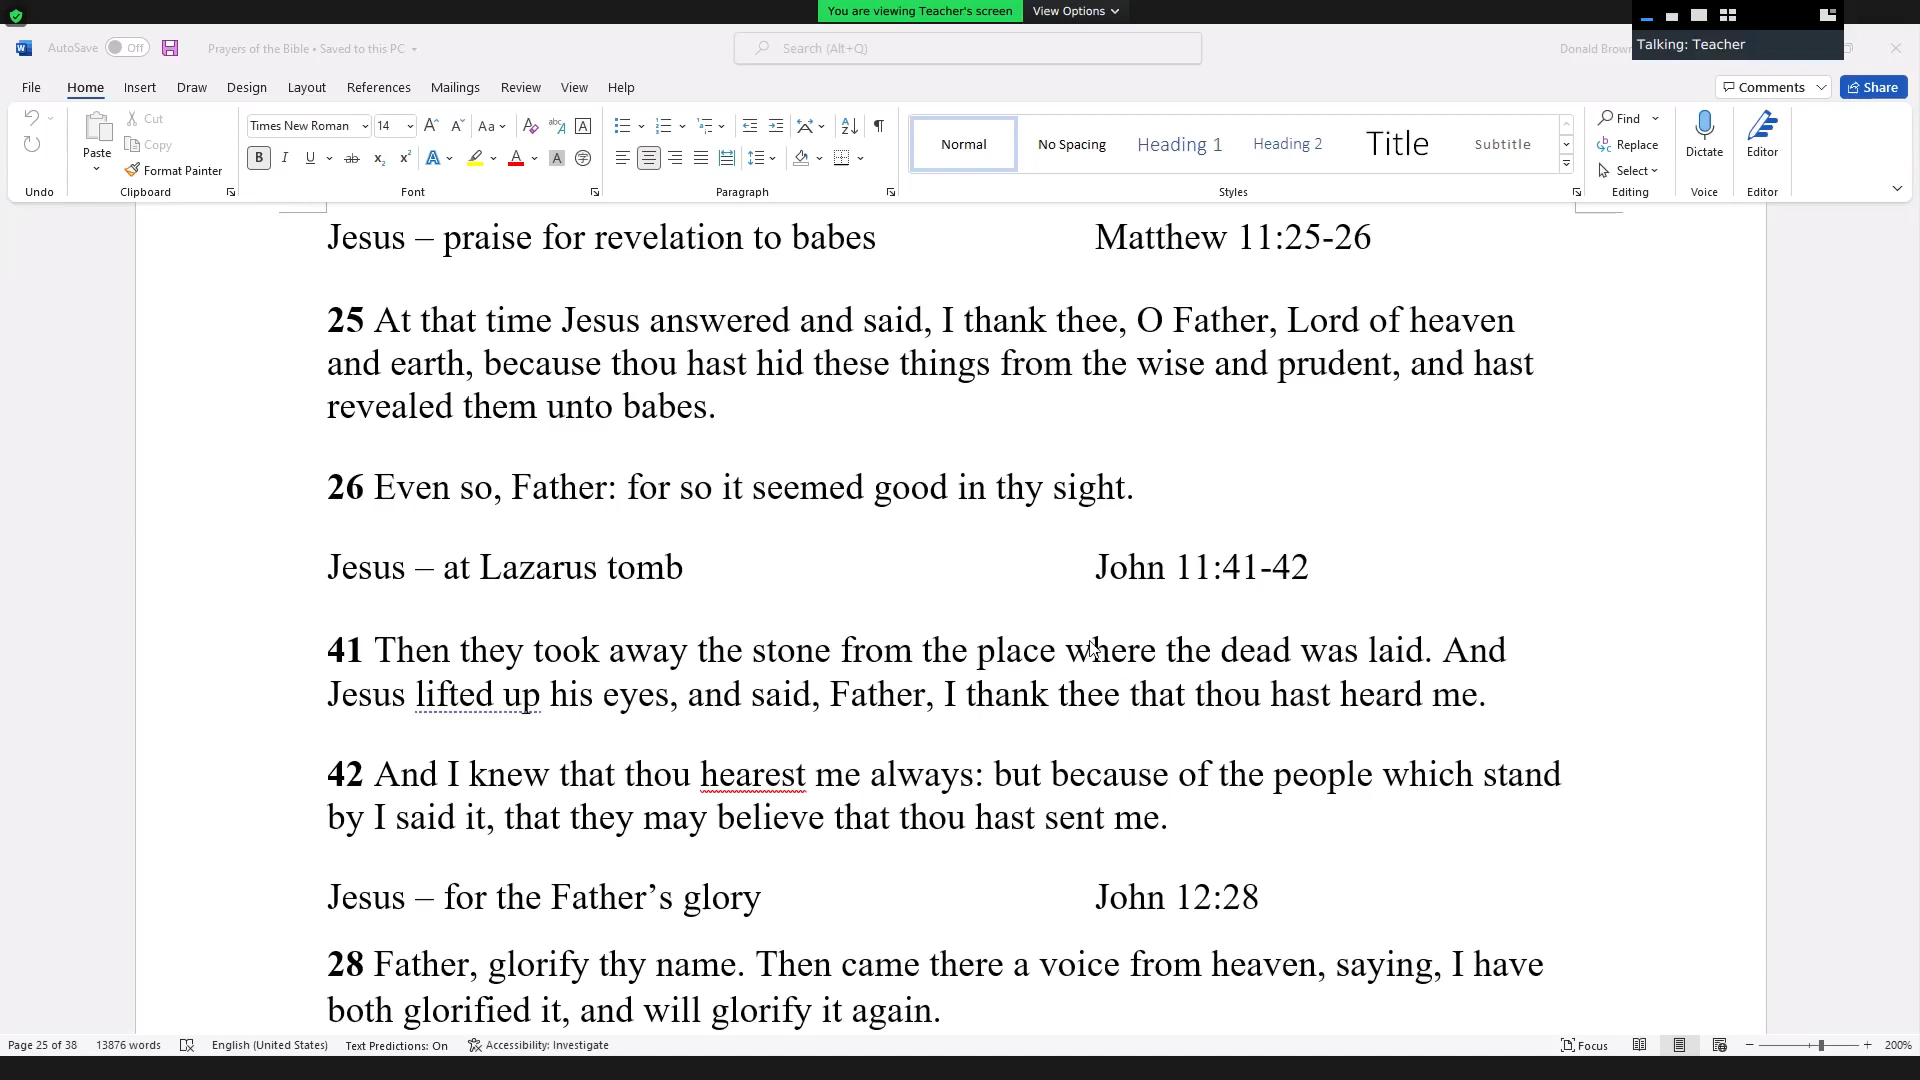 You are viewing Teacher's screen View Options
Talking: Teacher
AutoSave Off Prayers of the Bible • Saved to this PC Search (Alt+Q) Donald Brow
File Home Insert Draw Design Layout References Mailings Review View Help Comments Share
Times New Roman 14 Aa Normal No Spacing Heading 1 Heading 2 Title Subtitle
Paste Cut Copy Format Painter Find Replace Select Dictate Editor
Undo Clipboard Font Paragraph Styles Editing Voice Editor
Jesus – praise for revelation to babes Matthew 11:25-26
25 At that time Jesus answered and said, I thank thee, O Father, Lord of heaven
and earth, because thou hast hid these things from the wise and prudent, and hast
revealed them unto babes.
26 Even so, Father: for so it seemed good in thy sight.
Jesus – at Lazarus tomb John 11:41-42
41 Then they took away the stone from the place where the dead was laid. And
Jesus lifted up his eyes, and said, Father, I thank thee that thou hast heard me.
42 And I knew that thou hearest me always: but because of the people which stand
by I said it, that they may believe that thou hast sent me.
Jesus – for the Father’s glory John 12:28
28 Father, glorify thy name. Then came there a voice from heaven, saying, I have
both glorified it, and will glorify it again.
Page 25 of 38 13876 words English (United States) Text Predictions: On Accessibility: Investigate Focus 200%